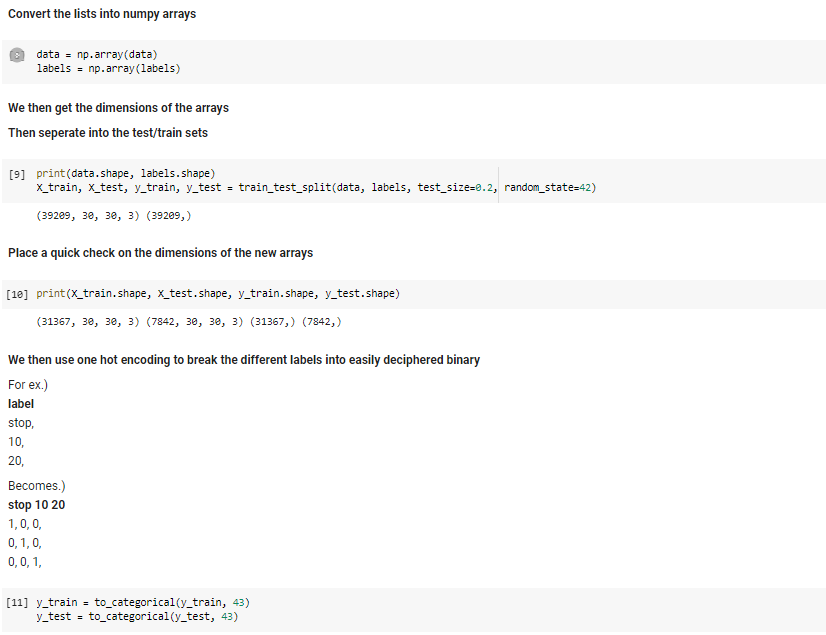 Convert the lists into numpy arrays
data = np.array(data)
labels = np.array(labels)
We then get the dimensions of the arrays
Then seperate into the test/train sets
[9] print(data.shape, labels.shape)
X_train, X_test, y_train, y_test = train_test_split(data, labels, test_size=0.2, random_state=42)
(39209, 30, 30, 3) (39209,)
Place a quick check on the dimensions of the new arrays
[10] print(X_train.shape, X_test.shape, y_train.shape, y_test.shape)
(31367, 30, 30, 3) (7842, 30, 30, 3) (31367,) (7842,)
We then use one hot encoding to break the different labels into easily deciphered binary
For ex.)
label
stop,
10,
20,
Becomes.)
stop 10 20
1, 0, 0,
0, 1, 0,
0, 0, 1,
[11] y_train = to_categorical(y_train, 43)
y_test = to_categorical(y_test, 43)